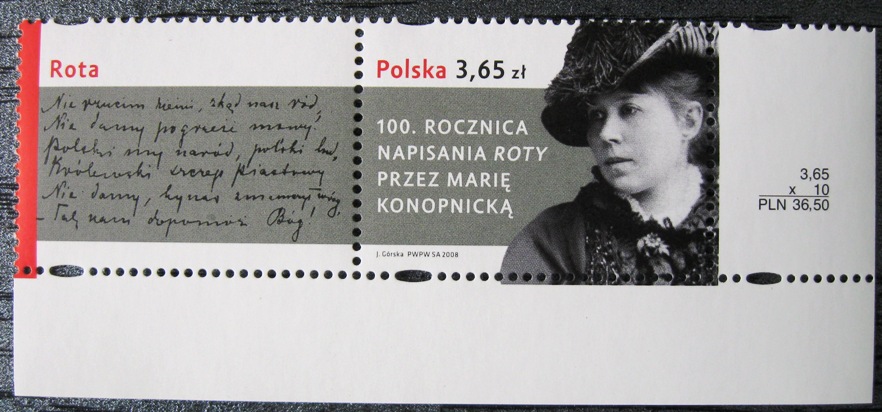 Rota
Nie rzucim ziemi, skąd nasz ród,
Nie damy pogrześć mowy!
Polski my naród, polski lud,
Królewski szczep Piastowy
Nie damy, by nas zniemczył wróg,
– Tak nam dopomóż Bóg!
Polska 3,65 zł
100. ROCZNICA
NAPISANIA ROTY
PRZEZ MARIĘ
KONOPNICKĄ
J. Górska PWPW SA 2008
3,65
x 10
PLN 36,50